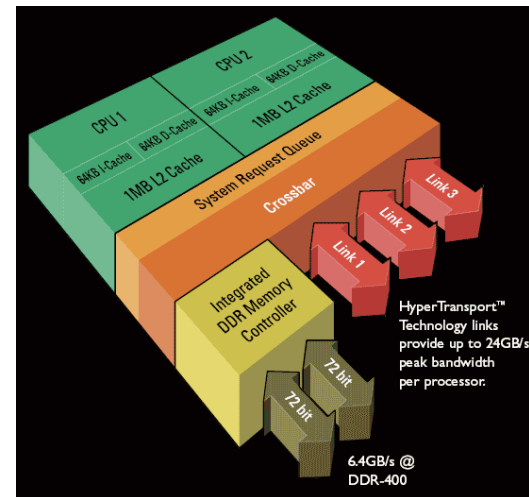 CPU 1
CPU 2
64KB I-Cache
64KB D-Cache
64KB I-Cache
64KB D-Cache
1MB L2 Cache
1MB L2 Cache
System Request Queue
Crossbar
Integrated
DDR Memory
Controller
Link 1
Link 2
Link 3
72 bit
72 bit
HyperTransport™
Technology links
provide up to 24GB/s
peak bandwidth
per processor.
6.4GB/s @
DDR-400